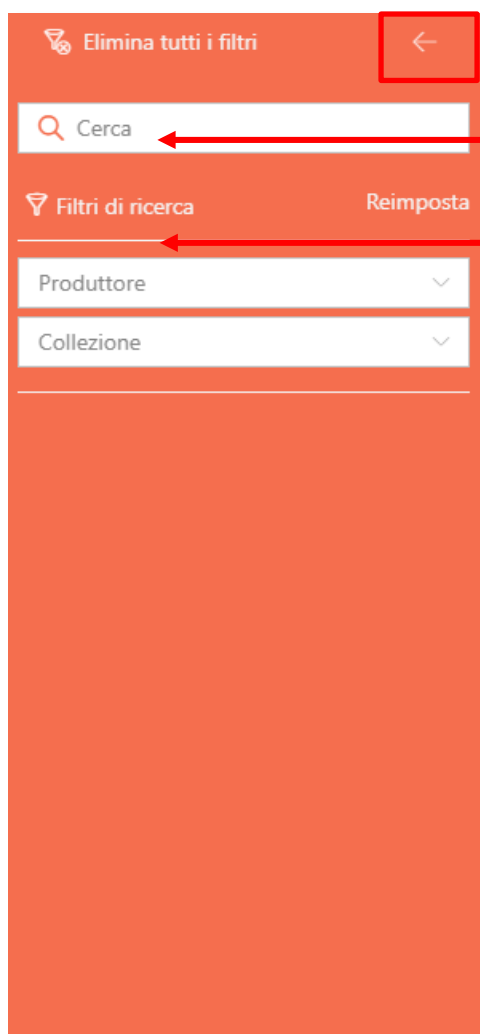 Elimina tutti i filtri
Cerca
Filtri di ricerca
Reimposta
Produttore
Collezione